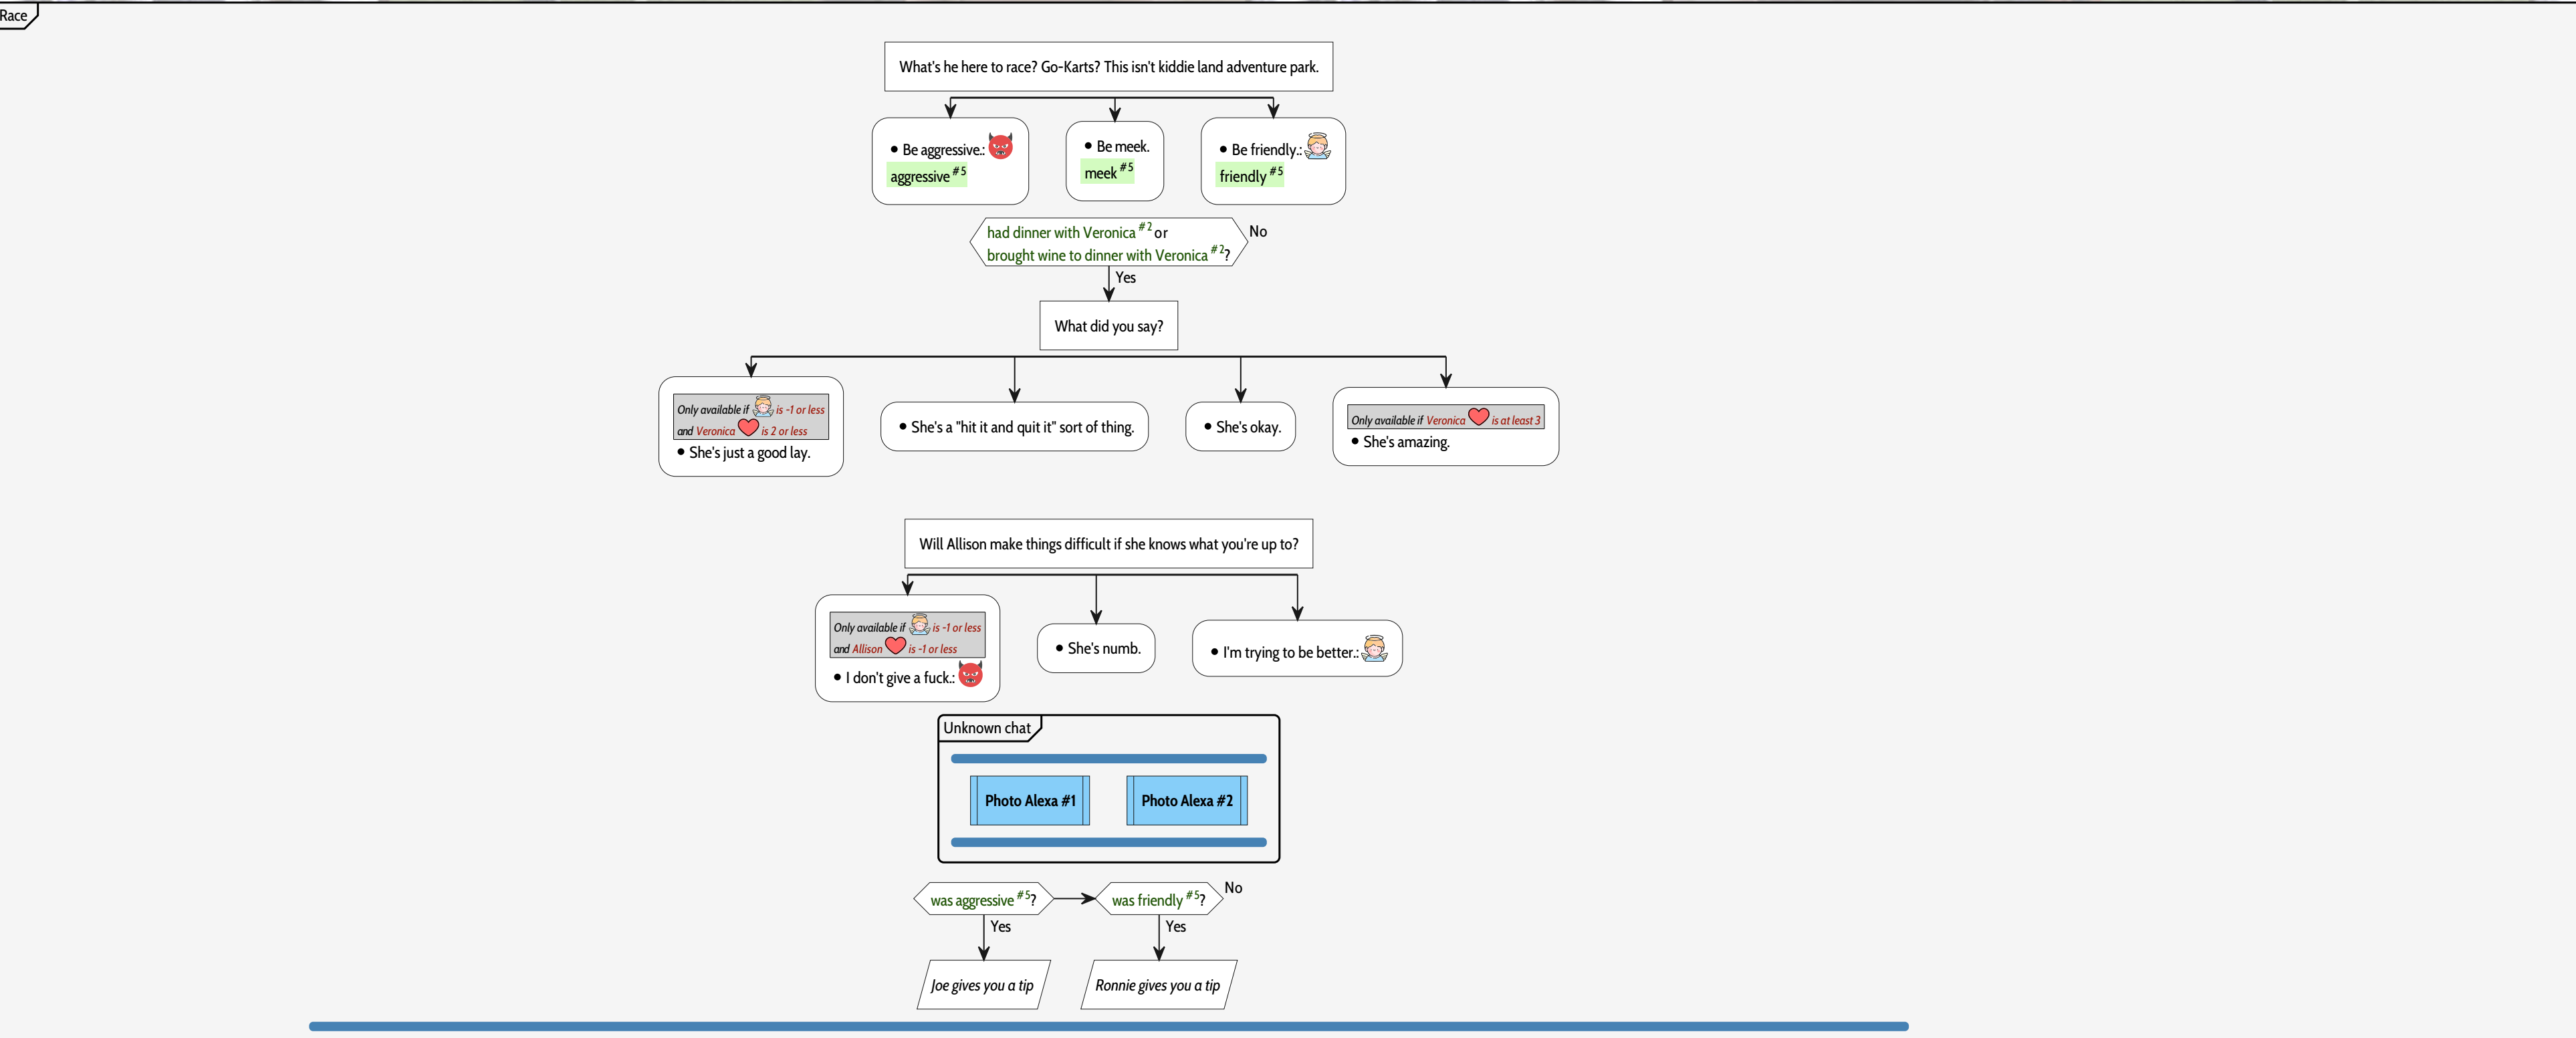 Race
What's he here to race? Go-Karts? This isn't kiddie land adventure park.
• Be aggressive.:
aggressive #5
• Be meek.
meek #5
• Be friendly.:
friendly #5
had dinner with Veronica #2 or
brought wine to dinner with Veronica #2?
No
Yes
What did you say?
Only available if is -1 or less
and Veronica is 2 or less
• She's just a good lay.
• She's a "hit it and quit it" sort of thing.
• She's okay.
Only available if Veronica is at least 3
• She's amazing.
Will Allison make things difficult if she knows what you're up to?
Only available if is -1 or less
and Allison is -1 or less
• I don't give a fuck.:
• She's numb.
• I'm trying to be better.:
Unknown chat
Photo Alexa #1
Photo Alexa #2
was aggressive #5?
was friendly #5?
No
Yes
Yes
Joe gives you a tip
Ronnie gives you a tip